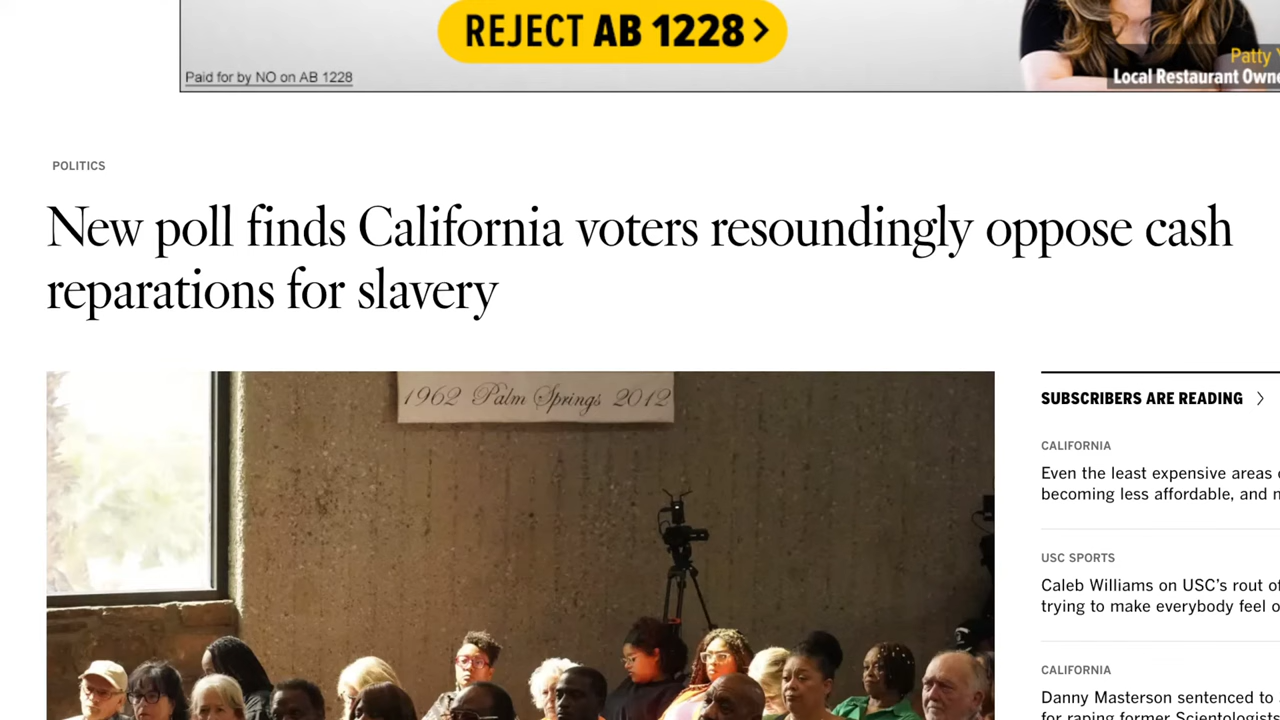 REJECT AB 1228 >
Paid for by NO on AB 1228
Patty
Local Restaurant
POLITICS
New poll finds California voters resoundingly oppose cash
reparations for slavery
1962 Palm Springs 2012
SUBSCRIBERS ARE READING >
CALIFORNIA
Even the least expensive areas
becoming less affordable, and
USC SPORTS
Caleb Williams on USC’s rout
trying to make everybody feel
CALIFORNIA
Danny Masterson sentenced to
for raping former Scientologist